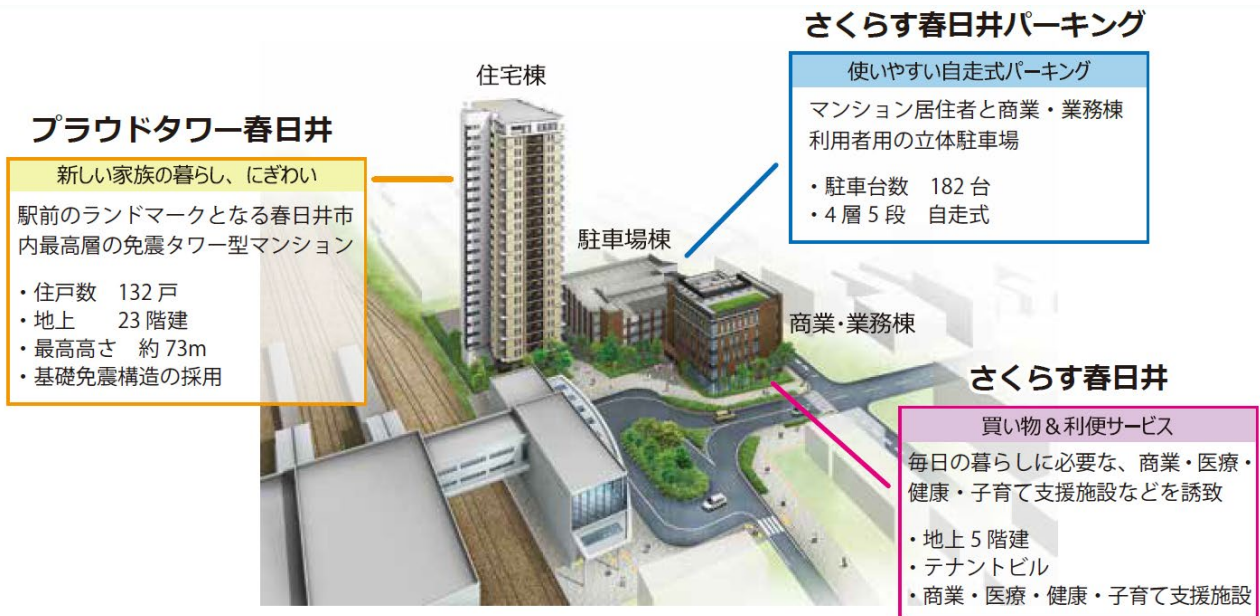 さくらす春日井パーキング
使いやすい自走式パーキング
マンション居住者と商業・業務棟
利用者用の立体駐車場
・駐車台数 182 台
・4 層 5 段 自走式
住宅棟
プラウドタワー春日井
新しい家族の暮らし、にぎわい
駅前のランドマークとなる春日井市
内最高層の免震タワー型マンション
・住戸数 132 戸
・地上 23 階建
・最高高さ 約 73m
・基礎免震構造の採用
駐車場棟
商業・業務棟
さくらす春日井
買い物＆利便サービス
毎日の暮らしに必要な、商業・医療・
健康・子育て支援施設などを誘致
・地上 5 階建
・テナントビル
・商業・医療・健康・子育て支援施設